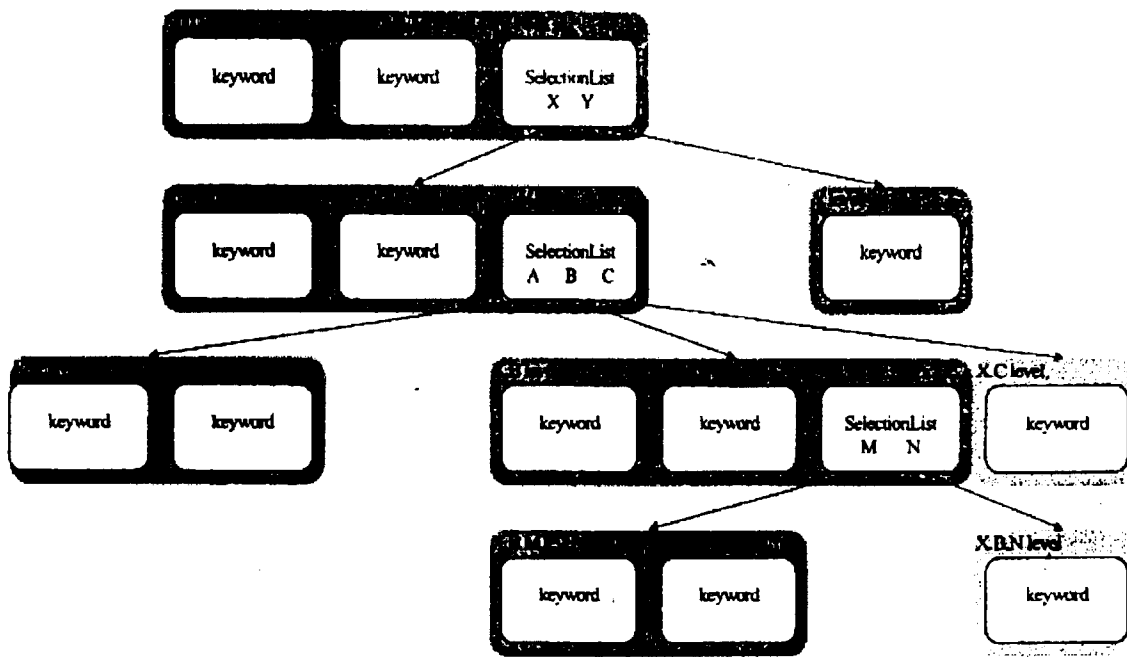 keyword keyword SelectionList
X Y
keyword keyword SelectionList
A B C
keyword
X.C level,
keyword keyword keyword keyword SelectionList
M N
keyword
X.B.N level
keyword keyword keyword